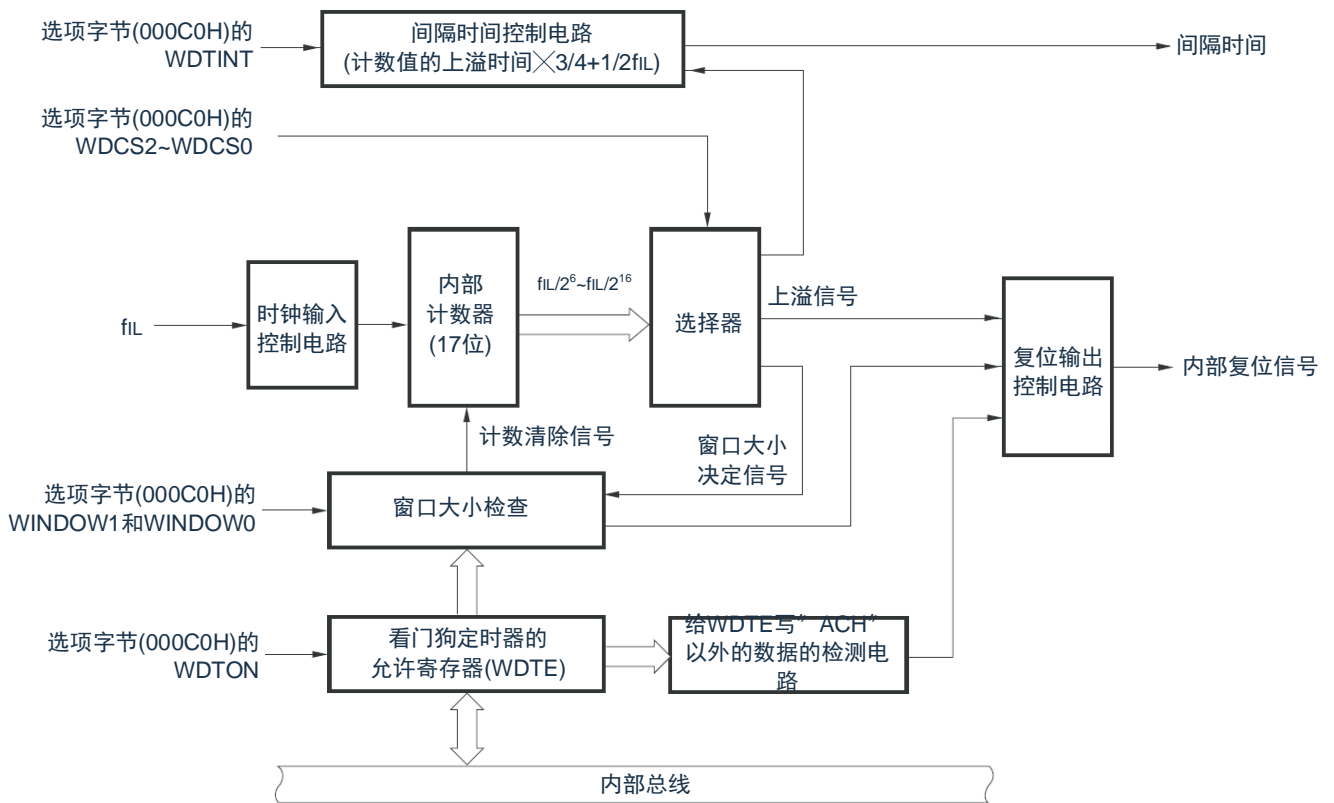 选项字节(000C0H)的
WDTINT
间隔时间控制电路
(计数值的上溢时间╳3/4+1/2fIL)
间隔时间
选项字节(000C0H)的
WDCS2~WDCS0
fIL
时钟输入
控制电路
内部
计数器
(17位)
fIL/2⁶~fIL/2¹⁶
选择器
上溢信号
复位输出
控制电路
内部复位信号
计数清除信号
窗口大小
决定信号
选项字节(000C0H)的
WINDOW1和WINDOW0
窗口大小检查
选项字节(000C0H)的
WDTON
看门狗定时器的
允许寄存器(WDTE)
给WDTE写〞ACH〞
以外的数据的检测电
路
内部总线